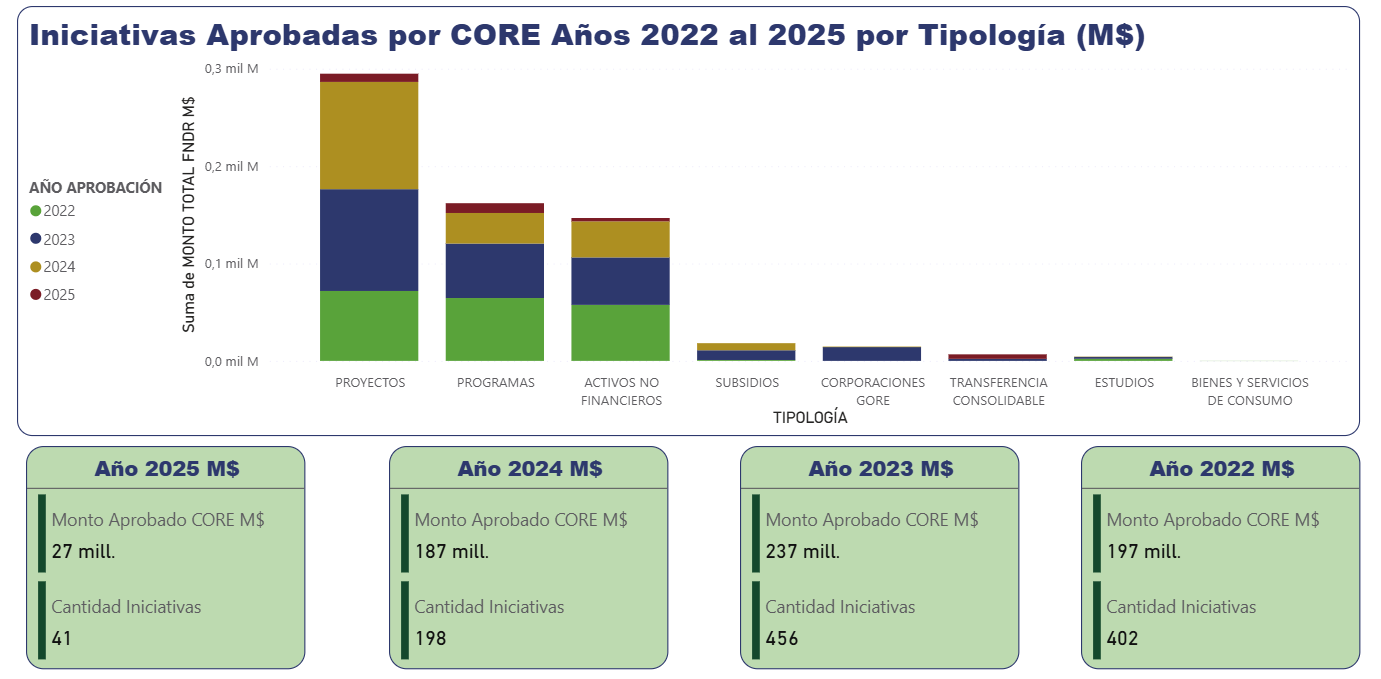 Iniciativas Aprobadas por CORE Años 2022 al 2025 por Tipología (M$)
AÑO APROBACIÓN
2022
2023
2024
2025
Suma de MONTO TOTAL FNDR M$
0,3 mil M
0,2 mil M
0,1 mil M
0,0 mil M
PROYECTOS
PROGRAMAS
ACTIVOS NO
FINANCIEROS
SUBSIDIOS
CORPORACIONES
GORE
TRANSFERENCIA
CONSOLIDABLE
ESTUDIOS
BIENES Y SERVICIOS
DE CONSUMO
TIPOLOGÍA
Año 2025 M$
Monto Aprobado CORE M$
27 mill.
Cantidad Iniciativas
41
Año 2024 M$
Monto Aprobado CORE M$
187 mill.
Cantidad Iniciativas
198
Año 2023 M$
Monto Aprobado CORE M$
237 mill.
Cantidad Iniciativas
456
Año 2022 M$
Monto Aprobado CORE M$
197 mill.
Cantidad Iniciativas
402